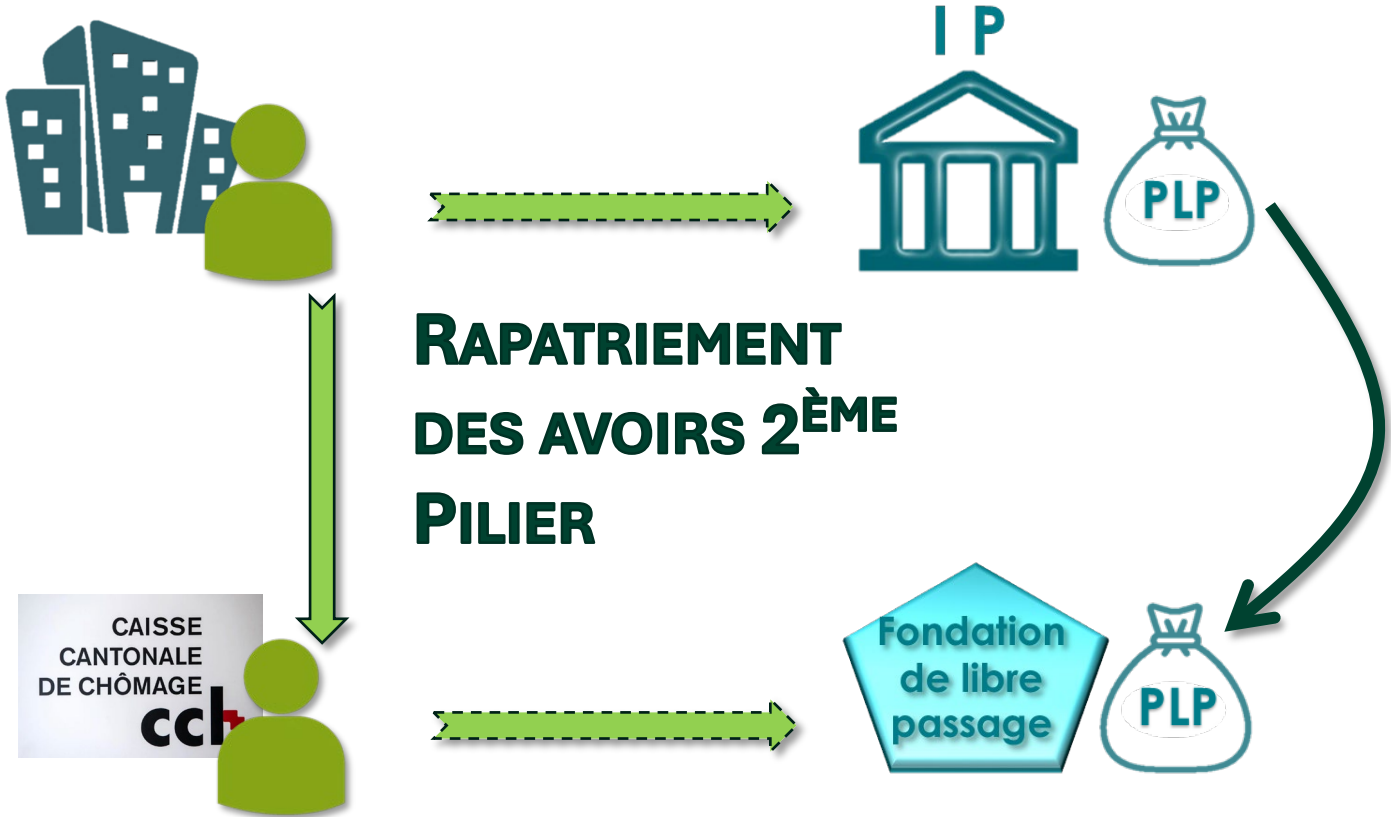 I P
PLP
RAPATRIEMENT
DES AVOIRS 2ÈME
PILIER
CAISSE
CANTONALE
DE CHÔMAGE
cch
Fondation
de libre
passage
PLP